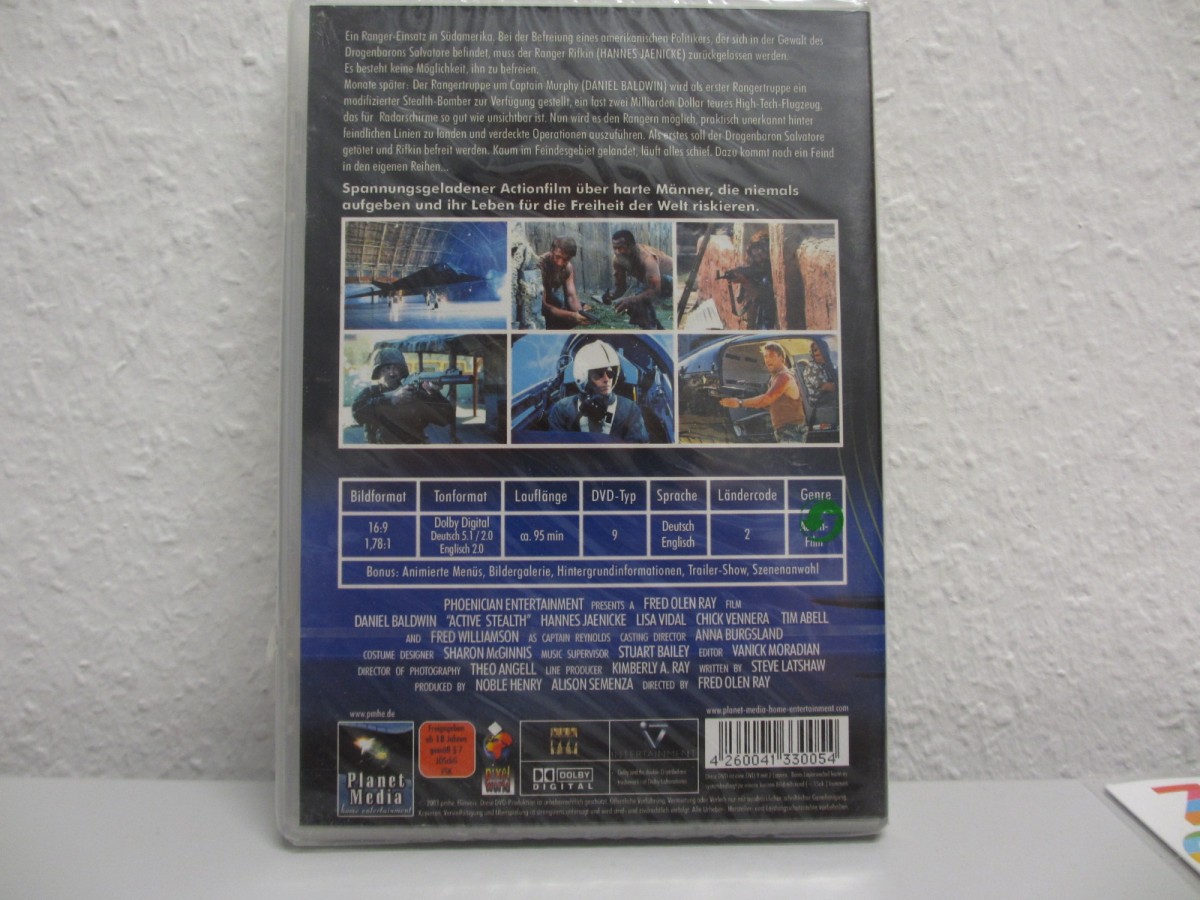 Ein Ranger-Einsatz in Südamerika. Bei der Befreiung eines amerikanischen Politikers, der sich in der Gewalt des
Drogenbarons Salvatore befindet, muss der Ranger Rifkin (HANNES JAENICKE) zurückgelassen werden.
Es besteht keine Möglichkeit, ihn zu befreien.
Monate später: Der Rangertruppe um Captain Murphy (DANIEL BALDWIN) wird als erster Rangertruppe ein
modifizierter Stealth-Bomber zur Verfügung gestellt, ein fast zwei Milliarden Dollar teures High-Tech-Flugzeug,
das für Radarschirme so gut wie unsichtbar ist. Nun wird es den Rangern möglich, praktisch unerkannt hinter
feindlichen Linien zu landen und verdeckte Operationen auszuführen. Als erstes soll der Drogenbaron Salvatore
getötet und Rifkin befreit werden. Kaum im Feindesgebiet gelandet, läuft alles schief. Dazu kommt noch ein Feind
in den eigenen Reihen...
Spannungsgeladener Actionfilm über harte Männer, die niemals
aufgeben und ihr Leben für die Freiheit der Welt riskieren.
Bildformat Tonformat Lauflänge DVD-Typ Sprache Ländercode Genre
16:9 1,78:1
Dolby Digital Deutsch 5.1 / 2.0 Englisch 2.0
ca. 95 min
9
Deutsch Englisch
2
Film
Bonus: Animierte Menüs, Bildergalerie, Hintergrundinformationen, Trailer-Show, Szenenanwahl
PHOENICIAN ENTERTAINMENT PRESENTS A FRED OLEN RAY FILM
DANIEL BALDWIN "ACTIVE STEALTH" HANNES JAENICKE LISA VIDAL CHICK VENNERA TIM ABELL
AND FRED WILLIAMSON AS CAPTAIN REYNOLDS CASTING DIRECTOR ANNA BURGSLAND
COSTUME DESIGNER SHARON McGINNIS MUSIC SUPERVISOR STUART BAILEY EDITOR VANICK MORADIAN
DIRECTOR OF PHOTOGRAPHY THEO ANGELL LINE PRODUCER KIMBERLY A. RAY WRITTEN BY STEVE LATSHAW
PRODUCED BY NOBLE HENRY ALISON SEMENZA DIRECTED BY FRED OLEN RAY
www.pmhe.de
www.planet-media-home-entertainment.com
Planet
Media
home entertainment
Freigegeben
ab 18 Jahren
gemäß § 7
JÖSchG
FSK
pixel
world
DOLBY
DIGITAL
4 260041 330054